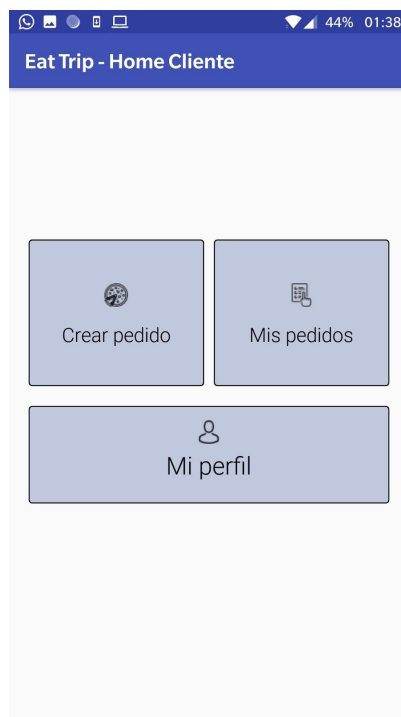 44% 01:38
Eat Trip - Home Cliente
Crear pedido
Mis pedidos
Mi perfil